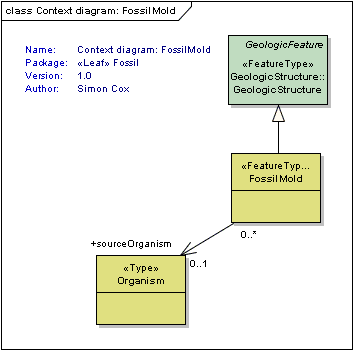 class Context diagram: FossilMold
Name: Context diagram: FossilMold
Package: «Leaf» Fossil
Version: 1.0
Author: Simon Cox
GeologicFeature
«FeatureType»
GeologicStructure::
GeologicStructure
«FeatureTyp...
FossilMold
0..*
+sourceOrganism
0..1
«Type»
Organism